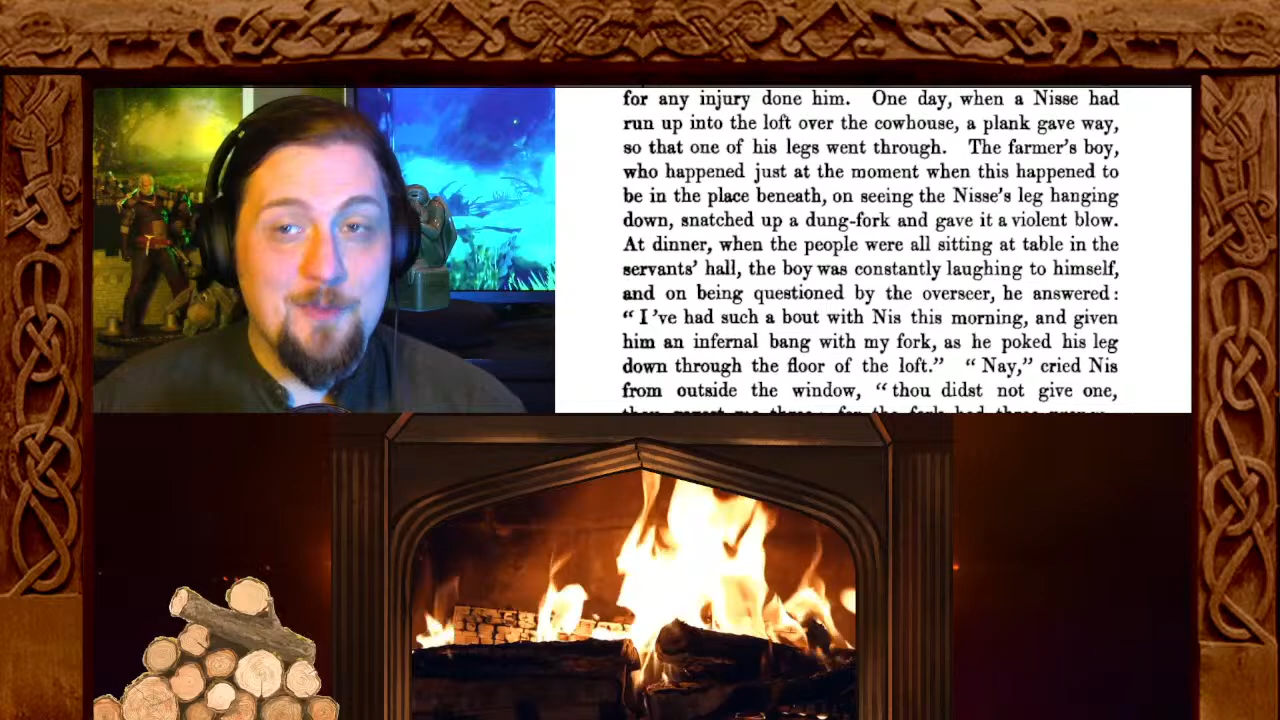 for any injury done him. One day, when a Nisse had
run up into the loft over the cowhouse, a plank gave way,
so that one of his legs went through. The farmer's boy,
who happened just at the moment when this happened to
be in the place beneath, on seeing the Nisse's leg hanging
down, snatched up a dung-fork and gave it a violent blow.
At dinner, when the people were all sitting at table in the
servants' hall, the boy was constantly laughing to himself,
and on being questioned by the overseer, he answered:
“I've had such a bout with Nis this morning, and given
him an infernal bang with my fork, as he poked his leg
down through the floor of the loft.” “Nay,” cried Nis
from outside the window, “thou didst not give one,